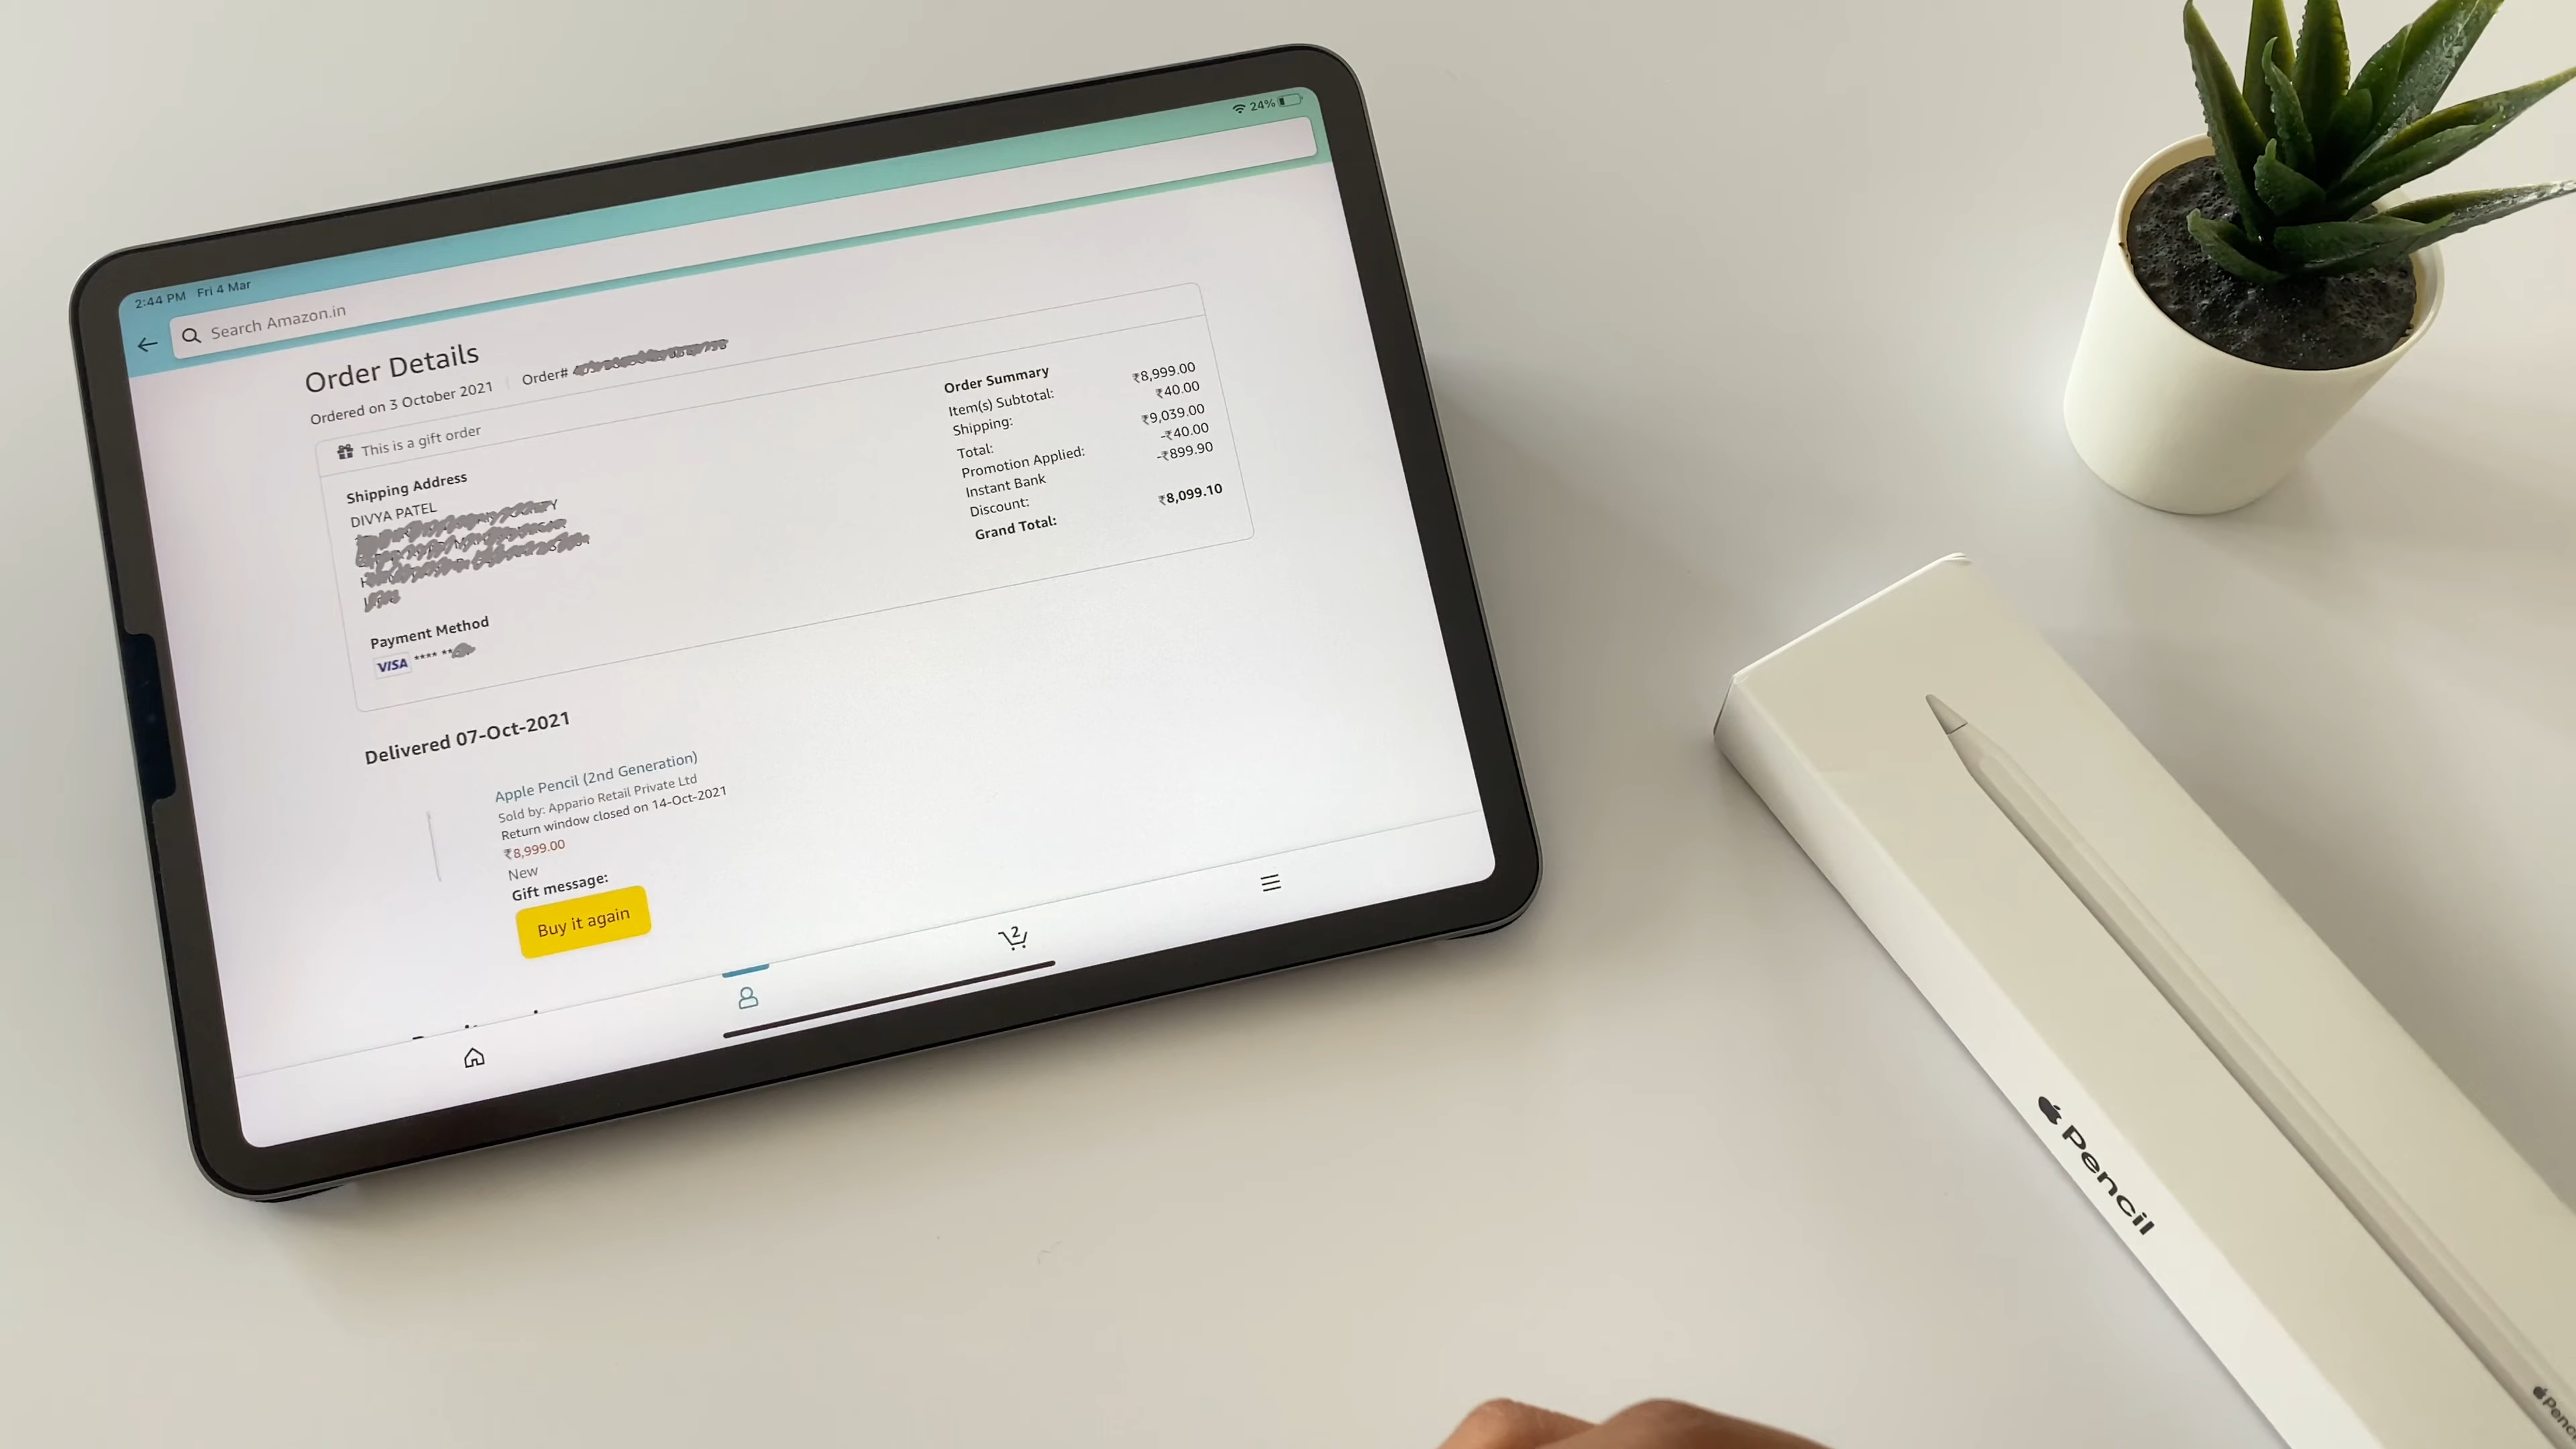 2:44 PM Fri 4 Mar
24%
Search Amazon.in
Order Details
Ordered on 3 October 2021 Order#
This is a gift order
Shipping Address
DIVYA PATEL
Payment Method
VISA **** **
Order Summary
Item(s) Subtotal: ₹8,999.00
Shipping: ₹40.00
Total: ₹9,039.00
Promotion Applied: -₹40.00
Instant Bank
Discount: -₹899.90
Grand Total: ₹8,099.10
Delivered 07-Oct-2021
Apple Pencil (2nd Generation)
Sold by: Appario Retail Private Ltd
Return window closed on 14-Oct-2021
₹8,999.00
New
Gift message:
Buy it again
2
Pencil